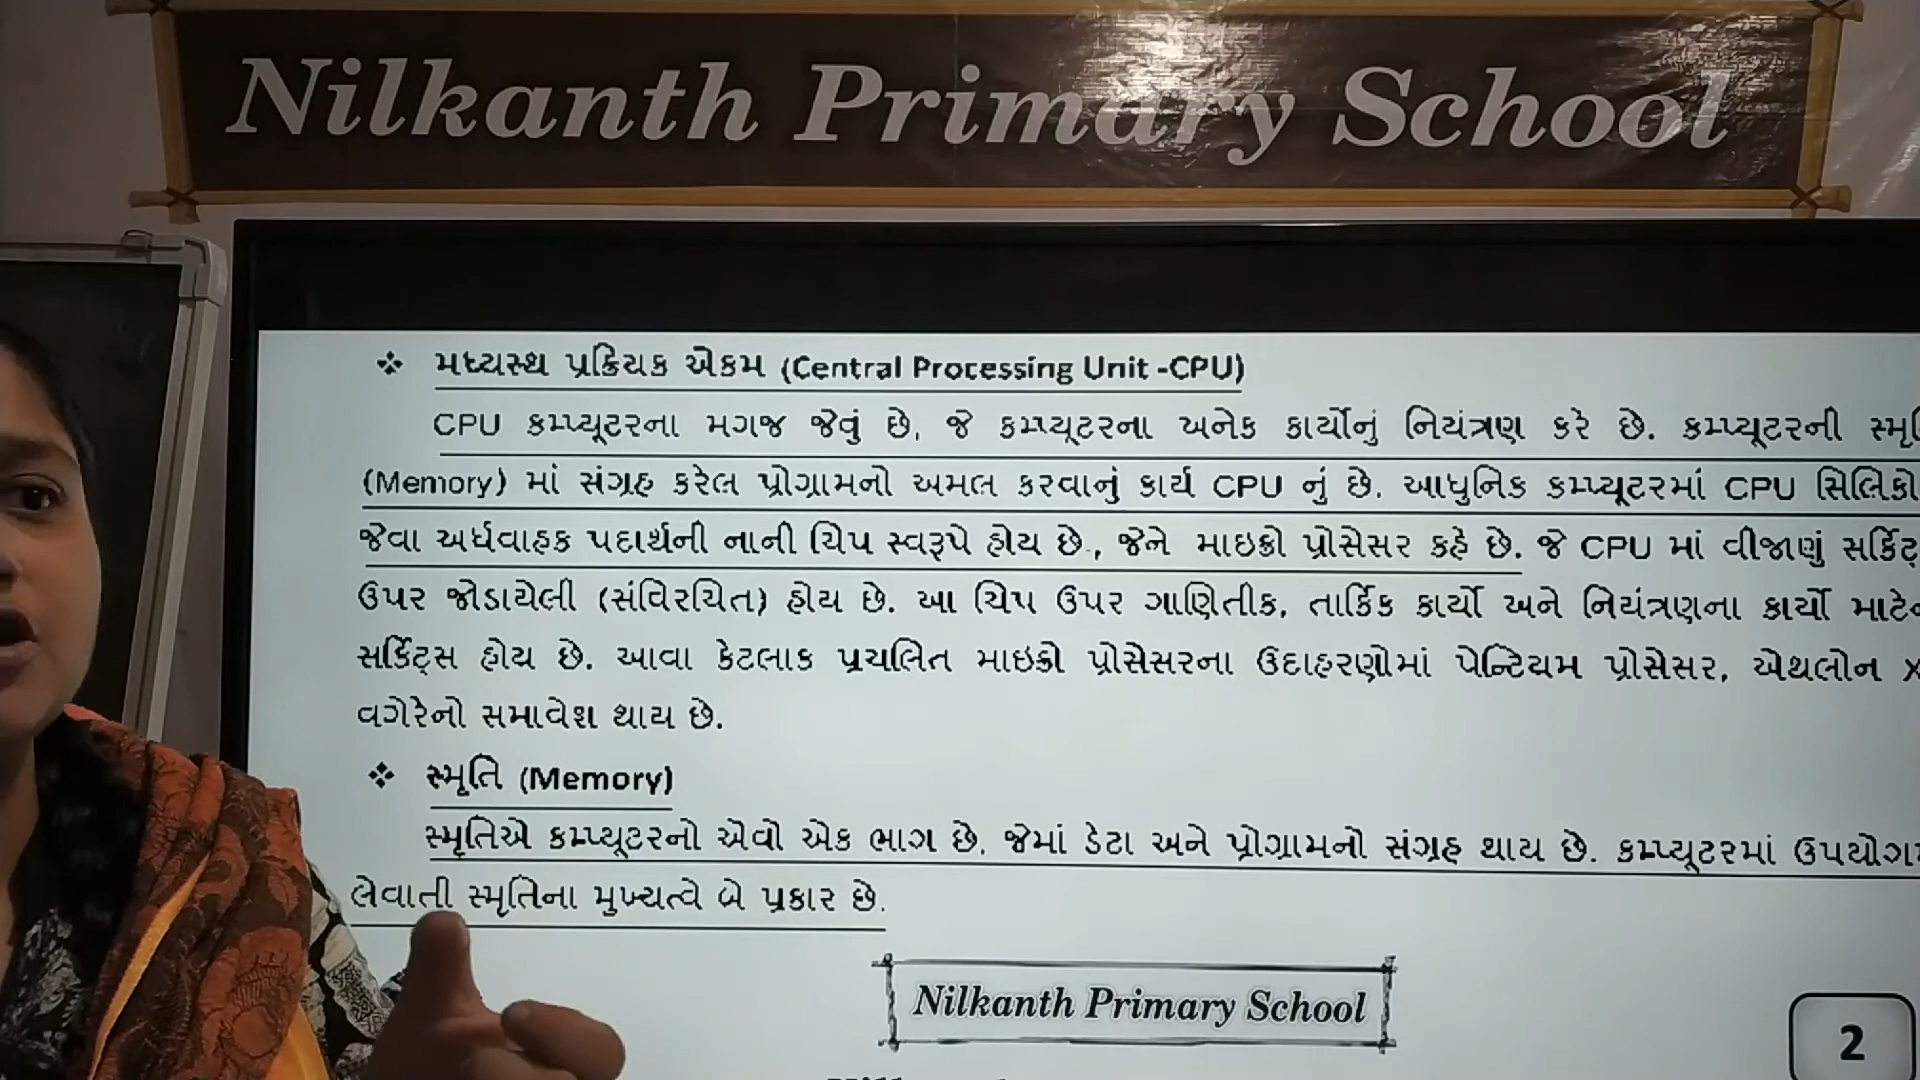 Nilkanth Primary School
❖ મધ્યસ્થ પ્રક્રિયક એકમ (Central Processing Unit -CPU)
CPU કમ્પ્યૂટરના મગજ જેવું છે, જે કમ્પ્યૂટરના અનેક કાર્યોનું નિયંત્રણ કરે છે. કમ્પ્યૂટરની
(Memory) માં સંગ્રહ કરેલ પ્રોગ્રામનો અમલ કરવાનું કાર્ય CPU નું છે. આધુનિક કમ્પ્યૂટરમાં CPU
જેવા અર્ધવાહક પદાર્થની નાની ચિપ સ્વરૂપે હોય છે., જેને માઇક્રો પ્રોસેસર કહે છે. જે CPU માં વીજાણું
ઉપર જોડાયેલી (સંવિરચિત) હોય છે. આ ચિપ ઉપર ગાણિતીક, તાર્કિક કાર્યો અને નિયંત્રણના કાર્યો
સર્કિટ્સ હોય છે. આવા કેટલાક પ્રચલિત માઇક્રો પ્રોસેસરના ઉદાહરણોમાં પેન્ટિયમ પ્રોસેસર, એથલોન
વગેરેનો સમાવેશ થાય છે.
❖ સ્મૃતિ (Memory)
સ્મૃતિએ કમ્પ્યૂટરનો એવો એક ભાગ છે. જેમાં ડેટા અને પ્રોગ્રામનો સંગ્રહ થાય છે. કમ્પ્યૂટરમાં
લેવાતી સ્મૃતિના મુખ્યત્વે બે પ્રકાર છે.
Nilkanth Primary School
2